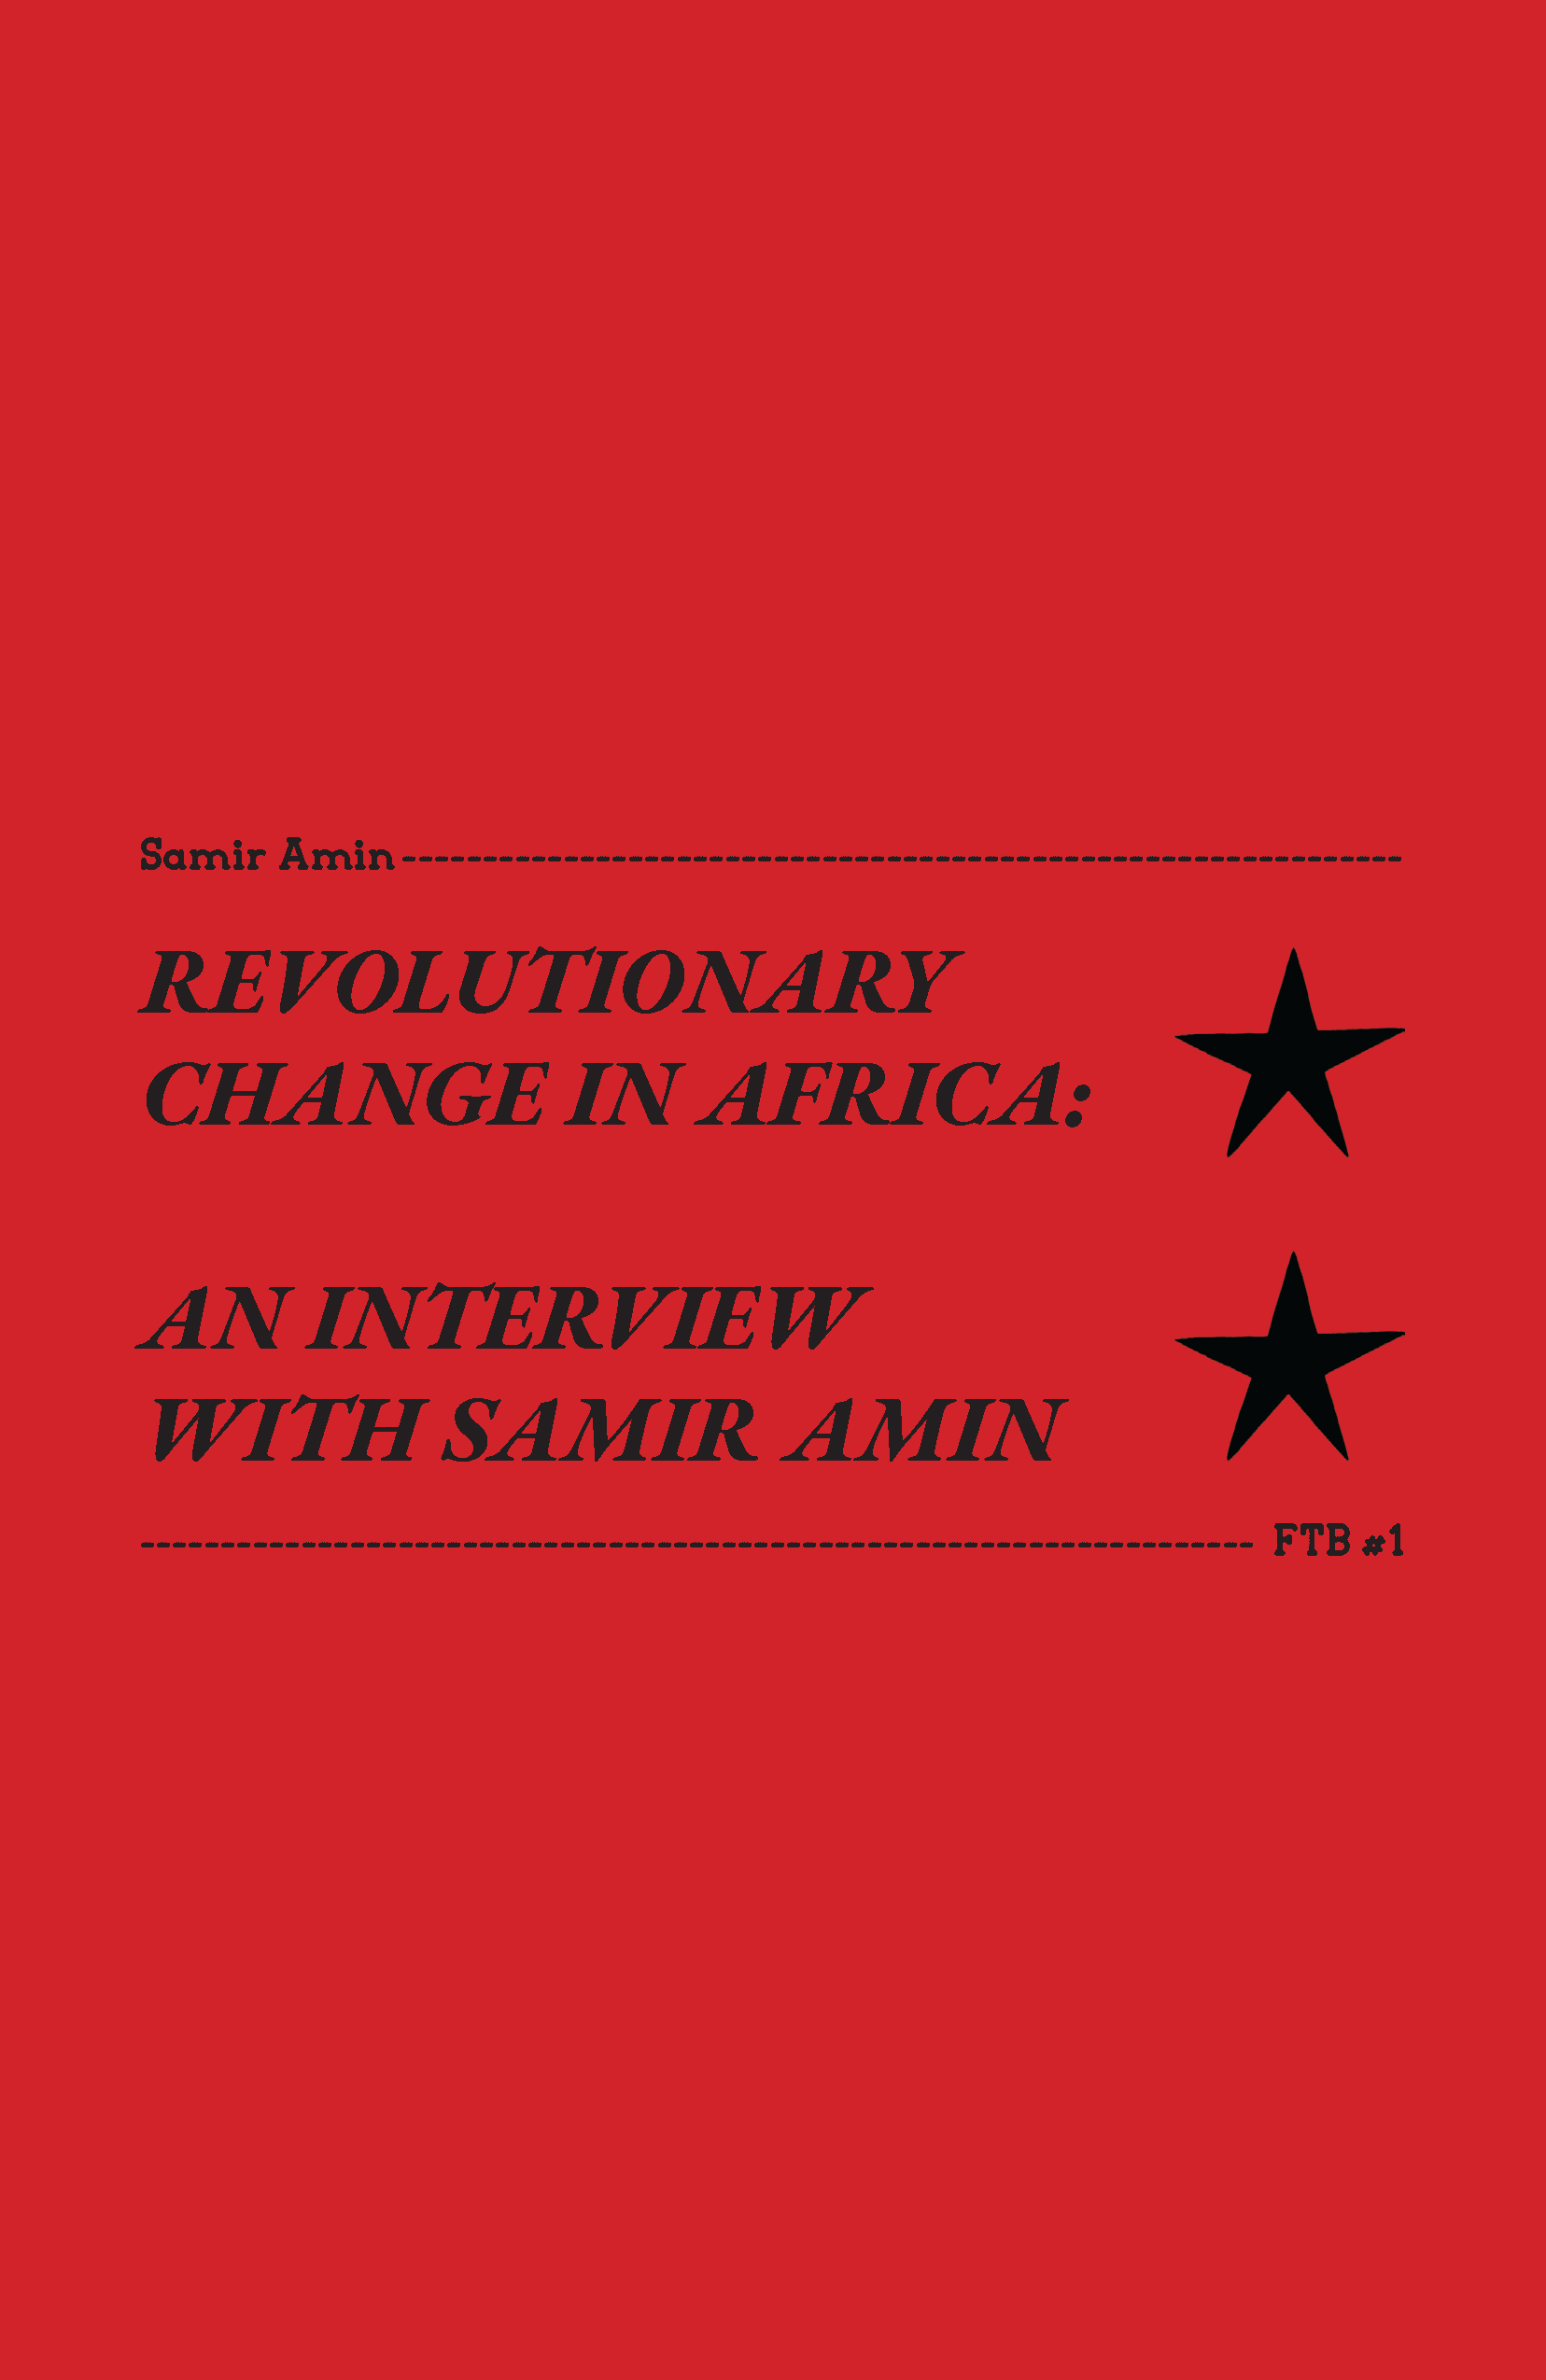 Samir Amin--------------------------------------------------------------
REVOLUTIONARY
CHANGE IN AFRICA:
AN INTERVIEW
WITH SAMIR AMIN
--------------------------------------------------------------------- FTB #1